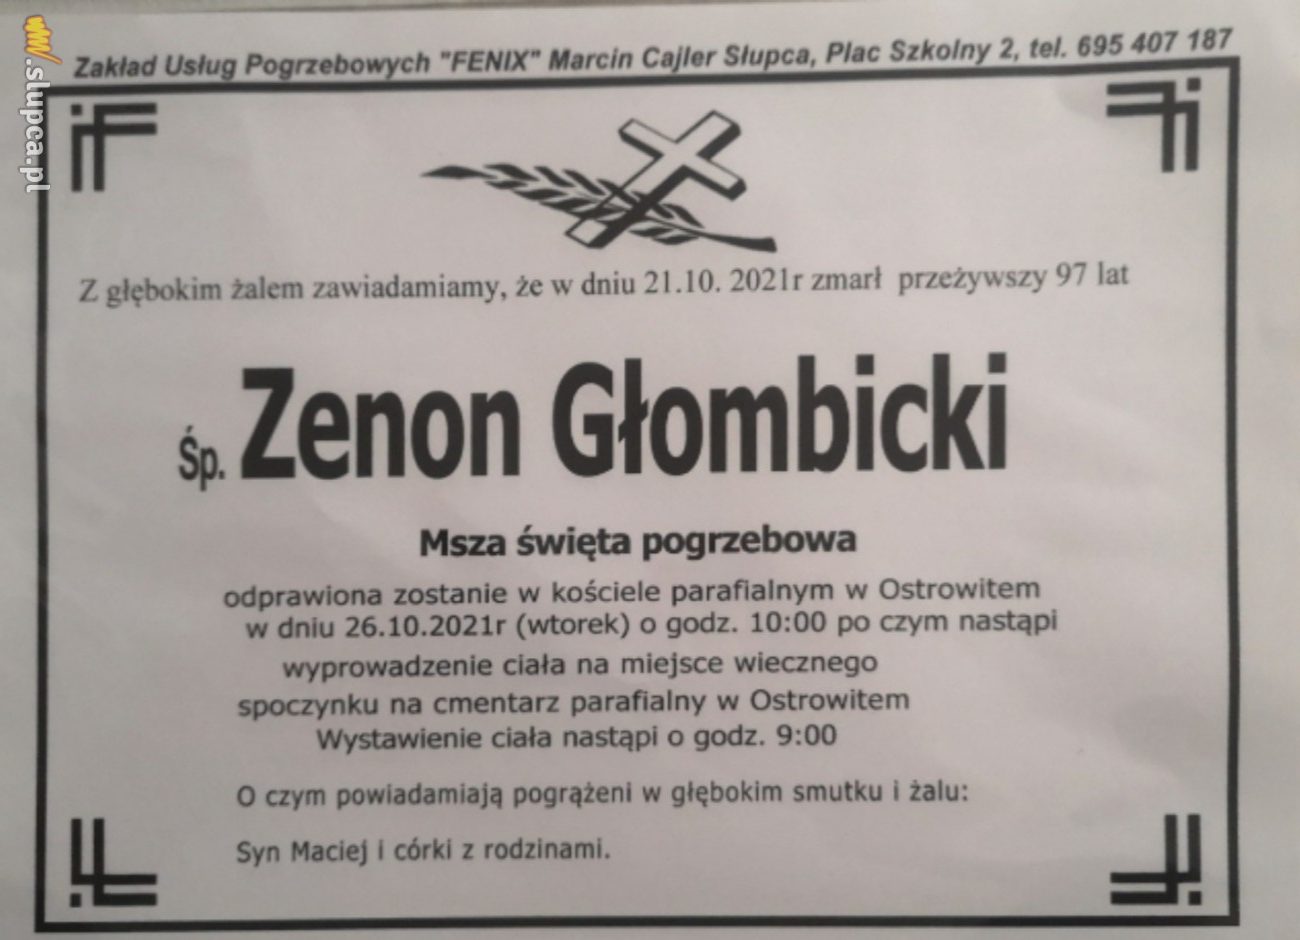 www.slupca.pl
Zakład Usług Pogrzebowych "FENIX" Marcin Cajler Słupca, Plac Szkolny 2, tel. 695 407 187
Z głębokim żalem zawiadamiamy, że w dniu 21.10. 2021r zmarł przeżywszy 97 lat
Śp. Zenon Głombicki
Msza święta pogrzebowa
odprawiona zostanie w kościele parafialnym w Ostrowitem
w dniu 26.10.2021r (wtorek) o godz. 10:00 po czym nastąpi
wyprowadzenie ciała na miejsce wiecznego
spoczynku na cmentarz parafialny w Ostrowitem
Wystawienie ciała nastąpi o godz. 9:00
O czym powiadamiają pogrążeni w głębokim smutku i żalu:
Syn Maciej i córki z rodzinami.